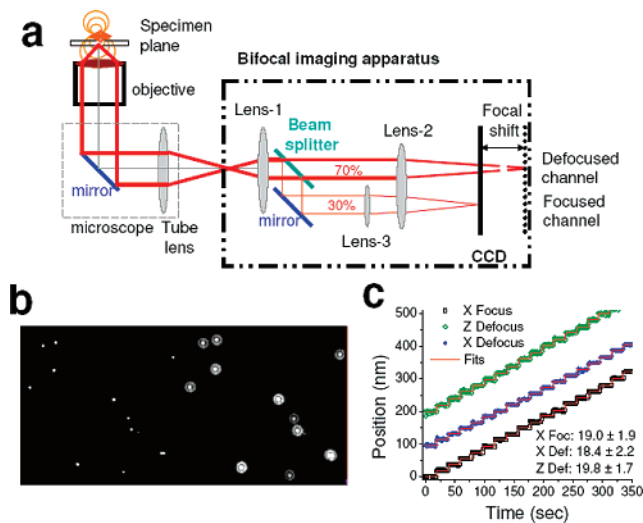 a
Specimen
plane
objective
mirror
microscope
Tube
lens
Bifocal imaging apparatus
Lens-1
Beam
splitter
70%
30%
mirror
Lens-2
Lens-3
Focal
shift
CCD
Defocused
channel
Focused
channel
b
c
X Focus
Z Defocus
X Defocus
Fits
Position (nm)
500
400
300
200
100
0
X Foc: 19.0 ± 1.9
X Def: 18.4 ± 2.2
Z Def: 19.8 ± 1.7
0 50 100 150 200 250 300 350
Time (sec)